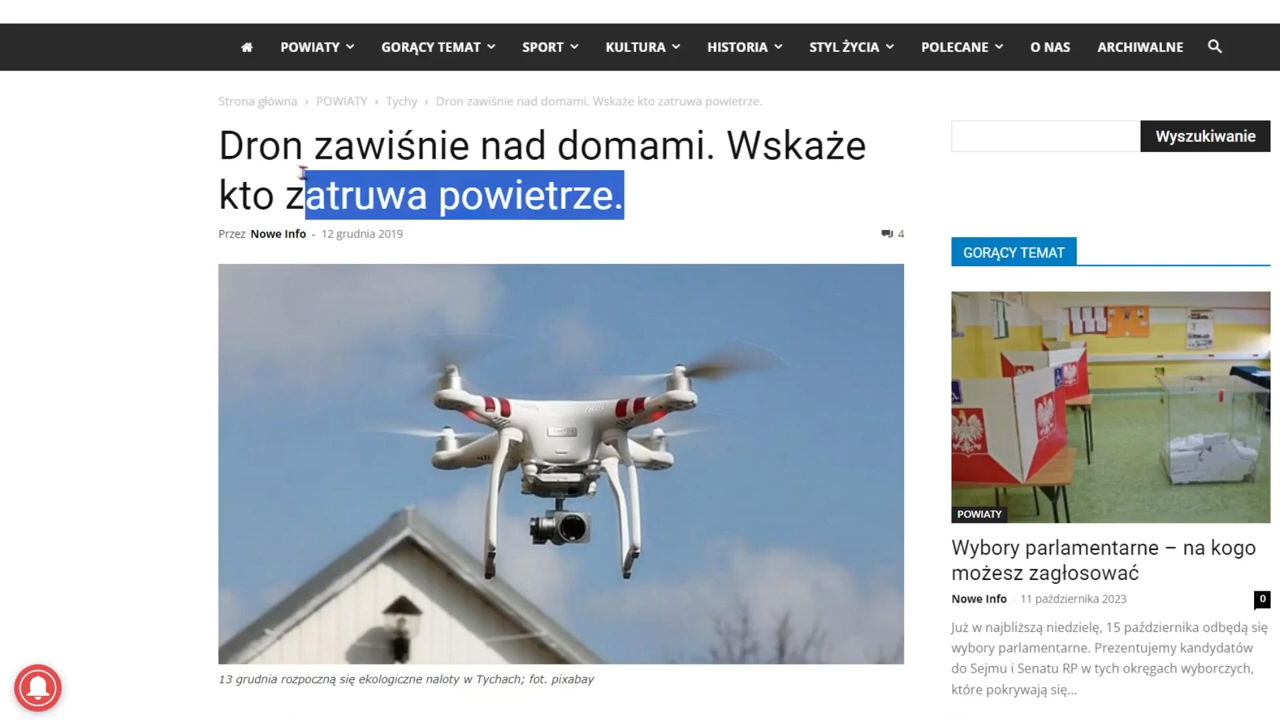 POWIATY GORĄCY TEMAT SPORT KULTURA HISTORIA STYL ŻYCIA POLECANE O NAS ARCHIWALNE
Strona główna › POWIATY › Tychy › Dron zawiśnie nad domami. Wskaże kto zatruwa powietrze.
Dron zawiśnie nad domami. Wskaże
kto zatruwa powietrze.
Przez Nowe Info - 12 grudnia 2019
4
13 grudnia rozpoczną się ekologiczne naloty w Tychach; fot. pixabay
Wyszukiwanie
GORĄCY TEMAT
POWIATY
Wybory parlamentarne – na kogo
możesz zagłosować
Nowe Info - 11 października 2023
0
Już w najbliższą niedzielę, 15 października odbędą się
wybory parlamentarne. Prezentujemy kandydatów
do Sejmu i Senatu RP w tych okręgach wyborczych,
które pokrywają się...